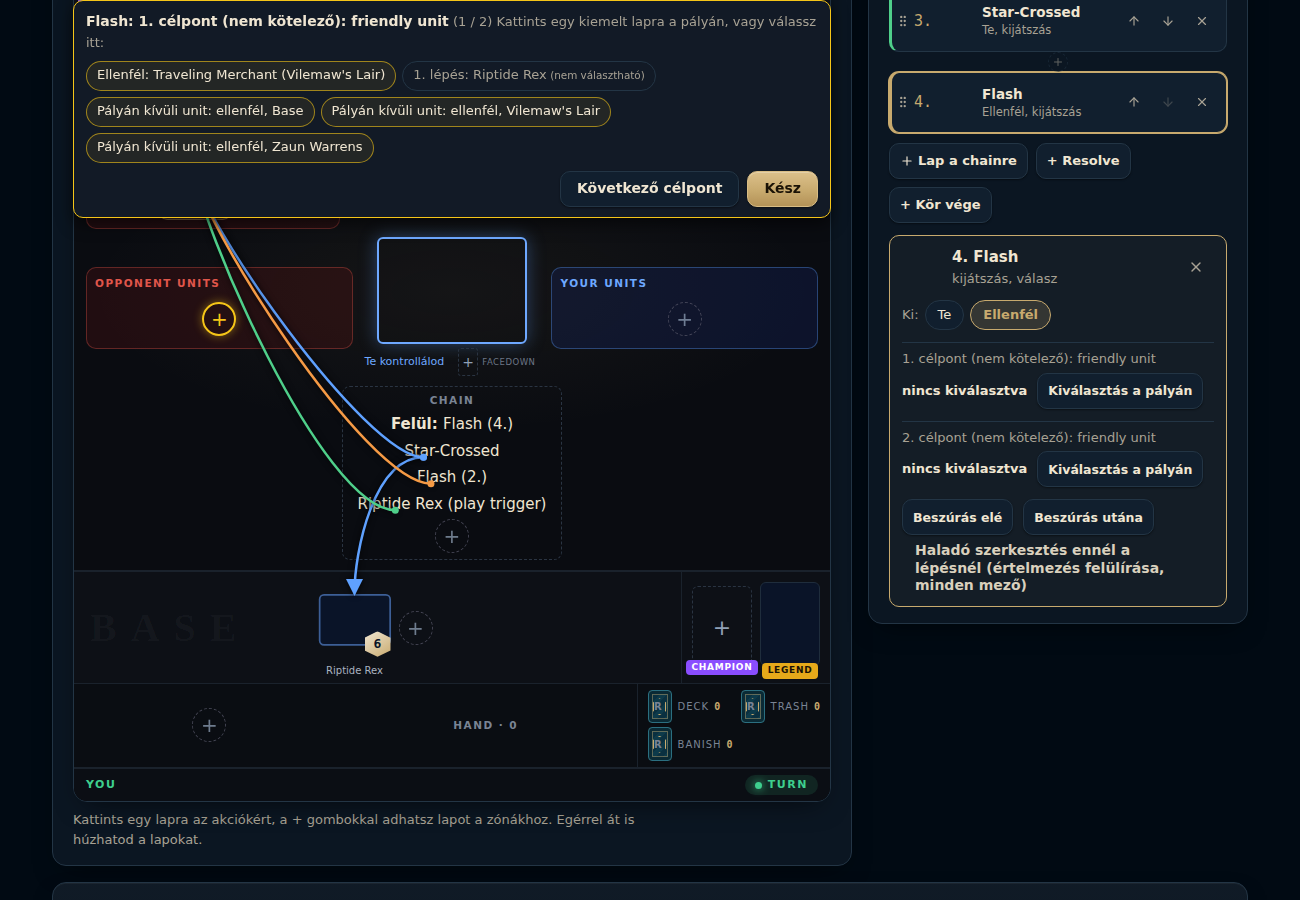 Flash: 1. célpont (nem kötelező): friendly unit (1 / 2) Kattints egy kiemelt lapra a pályán, vagy válassz
itt:
Ellenfél: Traveling Merchant (Vilemaw's Lair)
1. lépés: Riptide Rex (nem választható)
Pályán kívüli unit: ellenfél, Base
Pályán kívüli unit: ellenfél, Vilemaw's Lair
Pályán kívüli unit: ellenfél, Zaun Warrens
Következő célpont
Kész
OPPONENT UNITS
+
YOUR UNITS
+
Te kontrollálod
+ FACEDOWN
CHAIN
Felül: Flash (4.)
Star-Crossed
Flash (2.)
Riptide Rex (play trigger)
+
BASE
6
Riptide Rex
+
+
CHAMPION
LEGEND
+
HAND · 0
R DECK 0
R TRASH 0
R BANISH 0
YOU
TURN
Kattints egy lapra az akciókért, a + gombokkal adhatsz lapot a zónákhoz. Egérrel át is
húzhatod a lapokat.
3.
Star-Crossed
Te, kijátszás
↑ ↓ ×
+
4.
Flash
Ellenfél, kijátszás
↑ ↓ ×
+ Lap a chainre
+ Resolve
+ Kör vége
4. Flash
kijátszás, válasz
×
Ki: Te Ellenfél
1. célpont (nem kötelező): friendly unit
nincs kiválasztva Kiválasztás a pályán
2. célpont (nem kötelező): friendly unit
nincs kiválasztva Kiválasztás a pályán
Beszúrás elé
Beszúrás utána
Haladó szerkesztés ennél a
lépésnél (értelmezés felülírása,
minden mező)